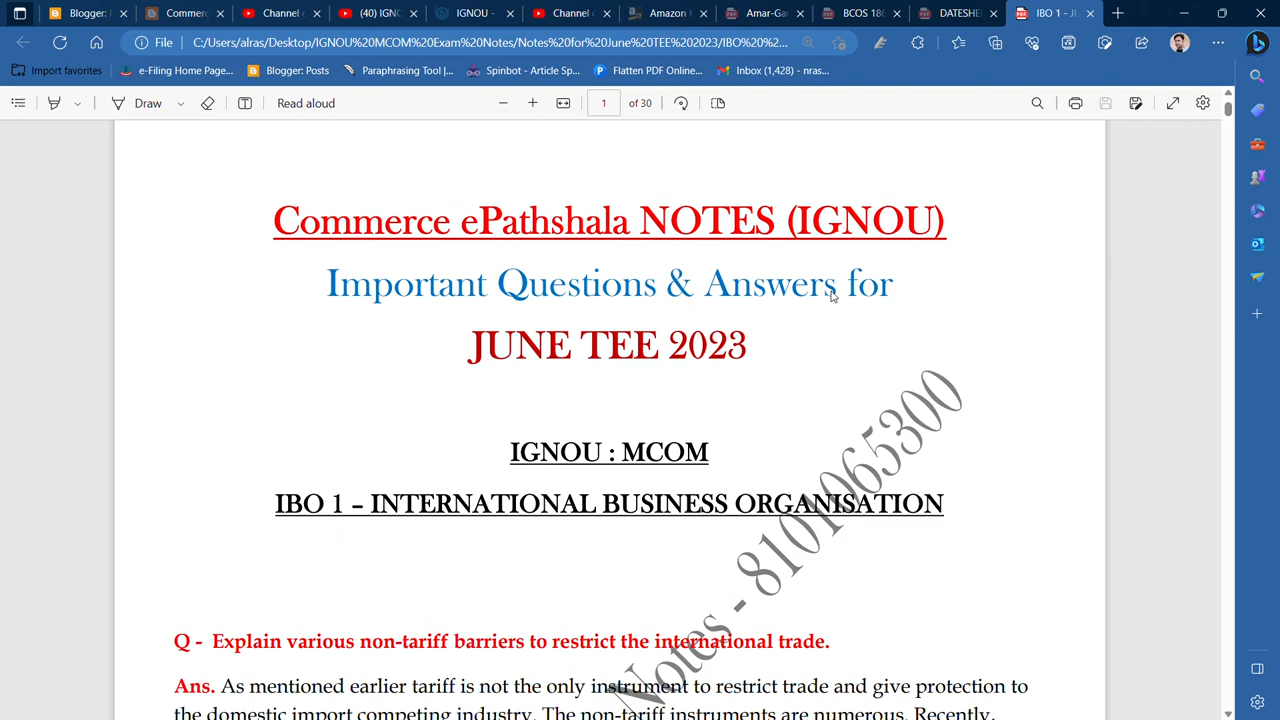 Blogger: 
Commerc
Channel c
(40) IGNC
IGNOU -
Channel c
Amazon
Amar-Gar
BCOS 186
DATESHEE
IBO 1 - JU
File
C:/Users/alras/Desktop/IGNOU%20MCOM%20Exam%20Notes/Notes%20for%20June%20TEE%202023/IBO%20%2...
Import favorites
e-Filing Home Page...
Blogger: Posts
Paraphrasing Tool |...
Spinbot - Article Sp...
Flatten PDF Online...
Inbox (1,428) - nras...
Draw
Read aloud
1 of 30
Commerce ePathshala NOTES (IGNOU)
Important Questions & Answers for
JUNE TEE 2023
IGNOU : MCOM
IBO 1 – INTERNATIONAL BUSINESS ORGANISATION
Notes - 8101065300
Q - Explain various non-tariff barriers to restrict the international trade.
Ans. As mentioned earlier tariff is not the only instrument to restrict trade and give protection to
the domestic import competing industry. The non-tariff instruments are numerous. Recently,